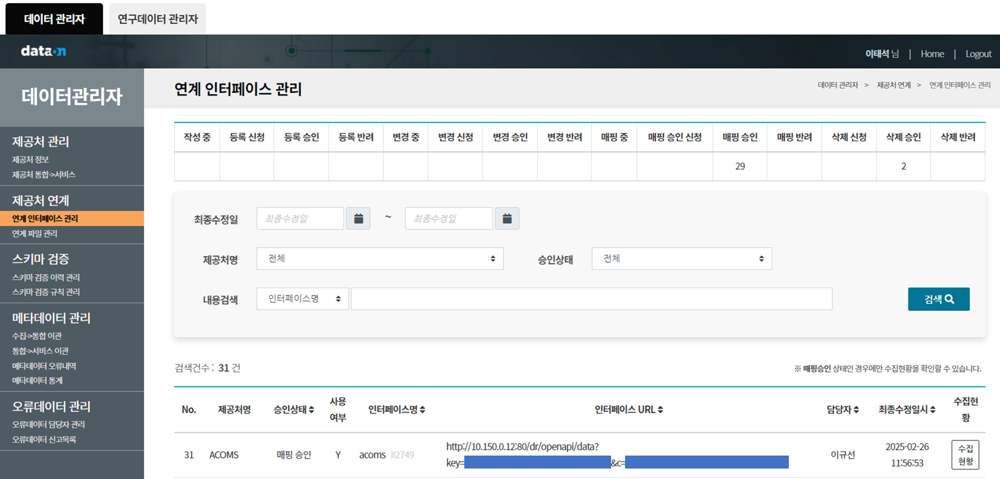 데이터 관리자 연구데이터 관리자
data on
이태석 님 | Home | Logout
데이터관리자
제공처 관리
제공처 정보
제공처 통합->서비스
제공처 연계
연계 인터페이스 관리
연계 파일 관리
스키마 검증
스키마 검증 이력 관리
스키마 검증 규칙 관리
메타데이터 관리
수집->통합 이관
통합->서비스 이관
메타데이터 오류내역
메타데이터 통계
오류데이터 관리
오류데이터 담당자 관리
오류데이터 신고목록
연계 인터페이스 관리
데이터 관리자 > 제공처 연계 > 연계 인터페이스 관리
작성 중 등록 신청 등록 승인 등록 반려 변경 중 변경 신청 변경 승인 변경 반려 매핑 중 매핑 승인 신청 매핑 승인 매핑 반려 삭제 신청 삭제 승인 삭제 반려
29 2
최종수정일 최종수정일 ~ 최종수정일
제공처명 전체 승인상태 전체
내용검색 인터페이스명 검색
검색건수 : 31 건
※ 매핑승인 상태인 경우에만 수집현황을 확인할 수 있습니다.
No. 제공처명 승인상태 사용 여부 인터페이스명 인터페이스 URL 담당자 최종수정일시 수집현황
31 ACOMS 매핑 승인 Y acoms #2749 http://10.150.0.12:80/dr/openapi/data? 이규선 2025-02-26 수집
key= &c= 11:56:53 현황